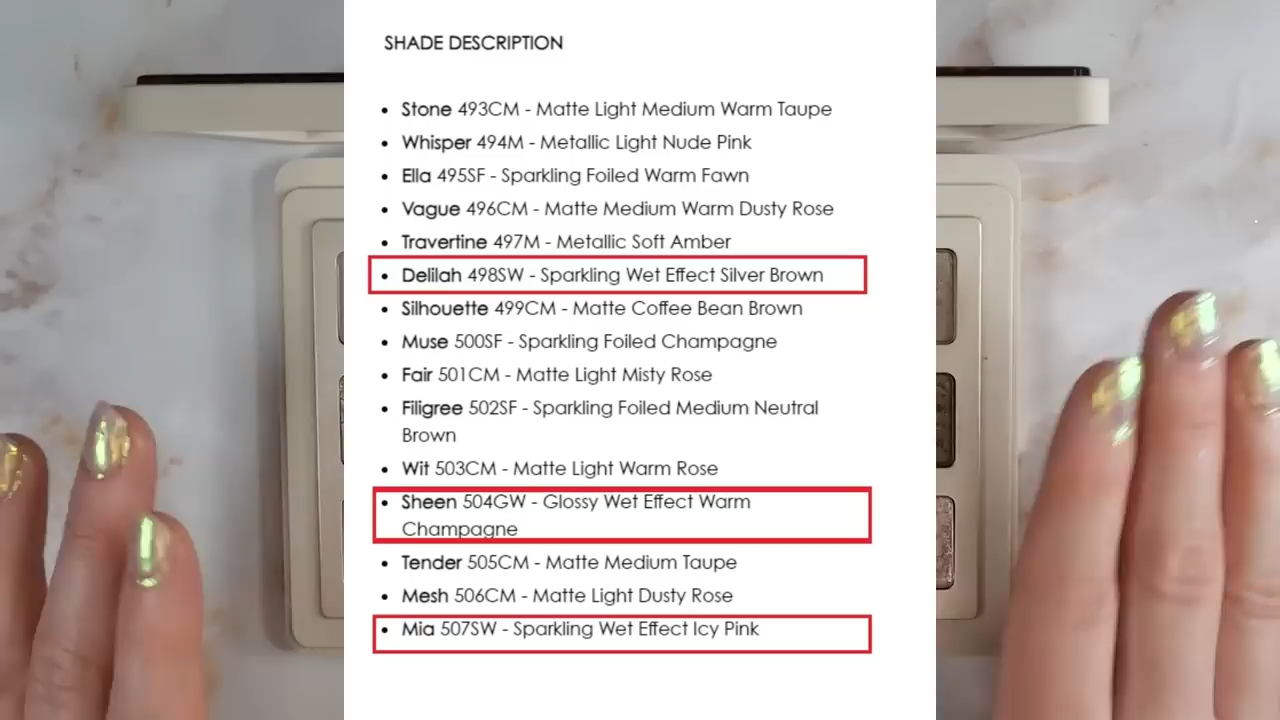 SHADE DESCRIPTION
• Stone 493CM - Matte Light Medium Warm Taupe
• Whisper 494M - Metallic Light Nude Pink
• Ella 495SF - Sparkling Foiled Warm Fawn
• Vague 496CM - Matte Medium Warm Dusty Rose
• Travertine 497M - Metallic Soft Amber
• Delilah 498SW - Sparkling Wet Effect Silver Brown
• Silhouette 499CM - Matte Coffee Bean Brown
• Muse 500SF - Sparkling Foiled Champagne
• Fair 501CM - Matte Light Misty Rose
• Filigree 502SF - Sparkling Foiled Medium Neutral
Brown
• Wit 503CM - Matte Light Warm Rose
• Sheen 504GW - Glossy Wet Effect Warm
Champagne
• Tender 505CM - Matte Medium Taupe
• Mesh 506CM - Matte Light Dusty Rose
• Mia 507SW - Sparkling Wet Effect Icy Pink